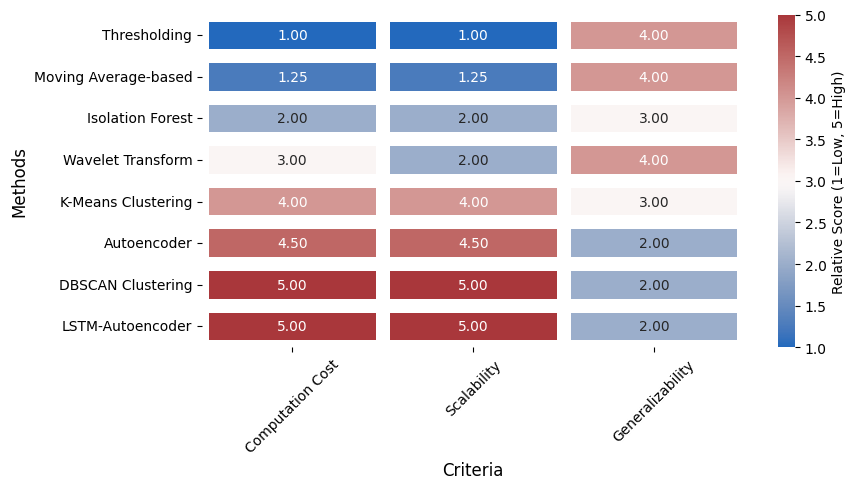 Thresholding 1.00 1.00 4.00
Moving Average-based 1.25 1.25 4.00
Isolation Forest 2.00 2.00 3.00
Wavelet Transform 3.00 2.00 4.00
K-Means Clustering 4.00 4.00 3.00
Autoencoder 4.50 4.50 2.00
DBSCAN Clustering 5.00 5.00 2.00
LSTM-Autoencoder 5.00 5.00 2.00
Methods
Computation Cost
Scalability
Generalizability
Criteria
5.0
4.5
4.0
3.5
3.0
2.5
2.0
1.5
1.0
Relative Score (1=Low, 5=High)